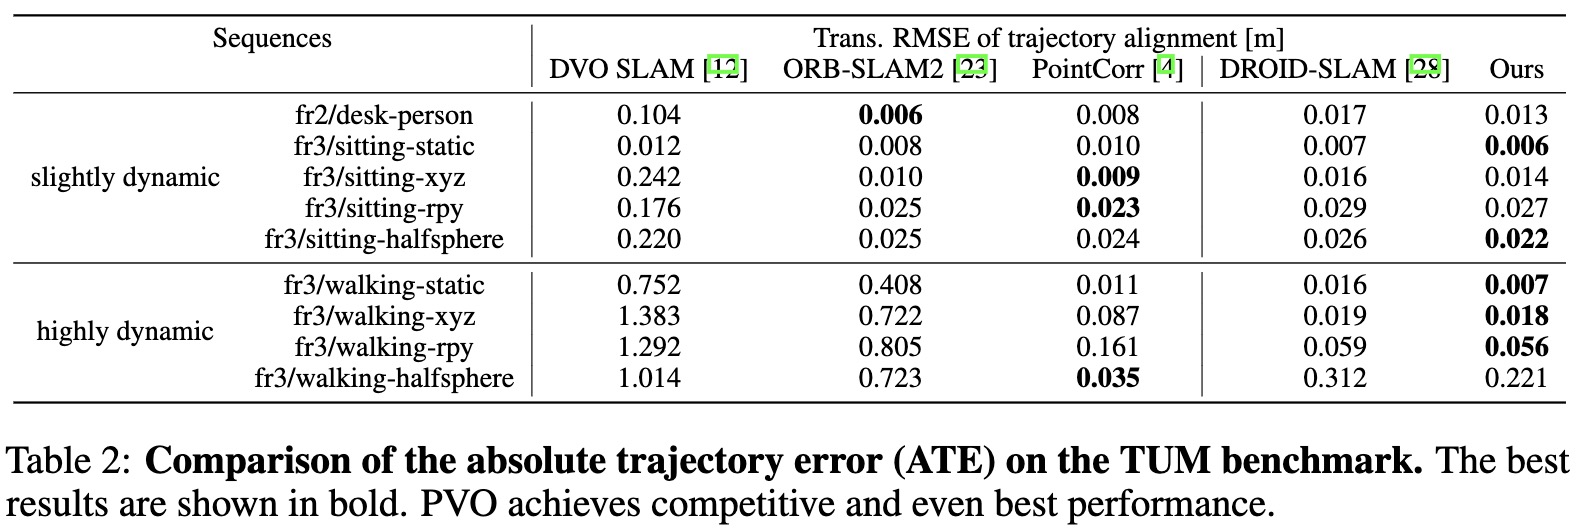 Sequences Trans. RMSE of trajectory alignment [m]
DVO SLAM [12] ORB-SLAM2 [23] PointCorr [4] DROID-SLAM [28] Ours
fr2/desk-person 0.104 0.006 0.008 0.017 0.013
fr3/sitting-static 0.012 0.008 0.010 0.007 0.006
slightly dynamic fr3/sitting-xyz 0.242 0.010 0.009 0.016 0.014
fr3/sitting-rpy 0.176 0.025 0.023 0.029 0.027
fr3/sitting-halfsphere 0.220 0.025 0.024 0.026 0.022
fr3/walking-static 0.752 0.408 0.011 0.016 0.007
fr3/walking-xyz 1.383 0.722 0.087 0.019 0.018
highly dynamic
fr3/walking-rpy 1.292 0.805 0.161 0.059 0.056
fr3/walking-halfsphere 1.014 0.723 0.035 0.312 0.221
Table 2: Comparison of the absolute trajectory error (ATE) on the TUM benchmark. The best
results are shown in bold. PVO achieves competitive and even best performance.